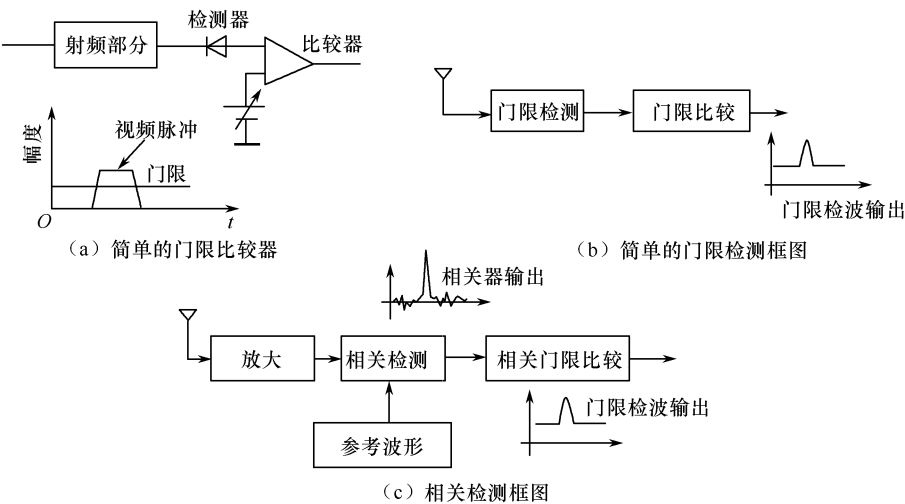 检测器
射频部分
比较器
幅度
视频脉冲
门限
O
t
（a）简单的门限比较器
门限检测
门限比较
门限检波输出
（b）简单的门限检测框图
相关器输出
放大
相关检测
相关门限比较
参考波形
门限检波输出
（c）相关检测框图